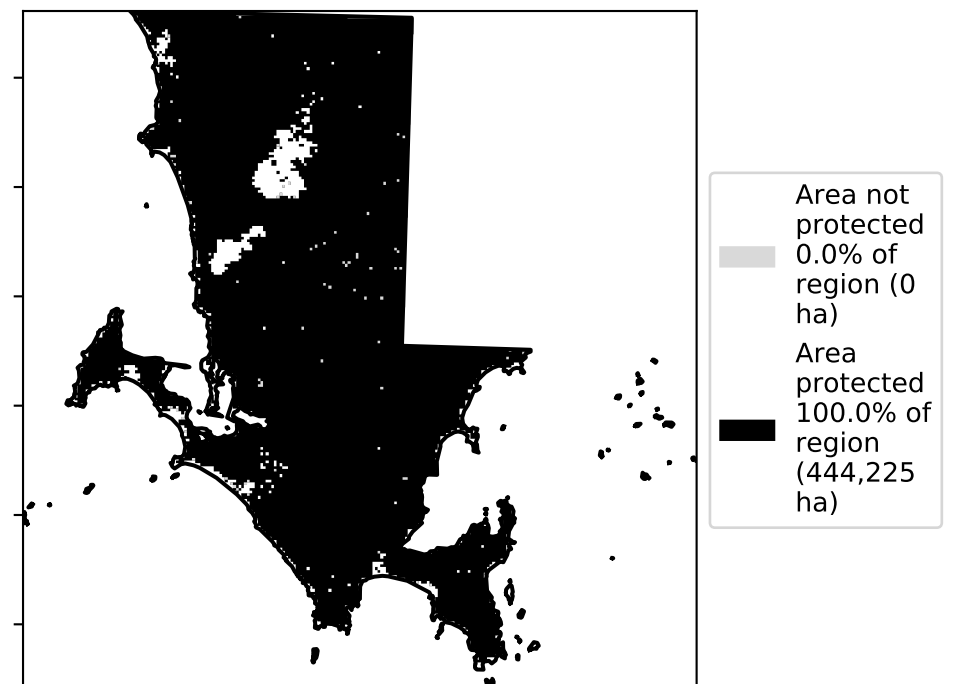 Area not
protected
0.0% of
region (0
ha)
Area
protected
100.0% of
region
(444,225
ha)